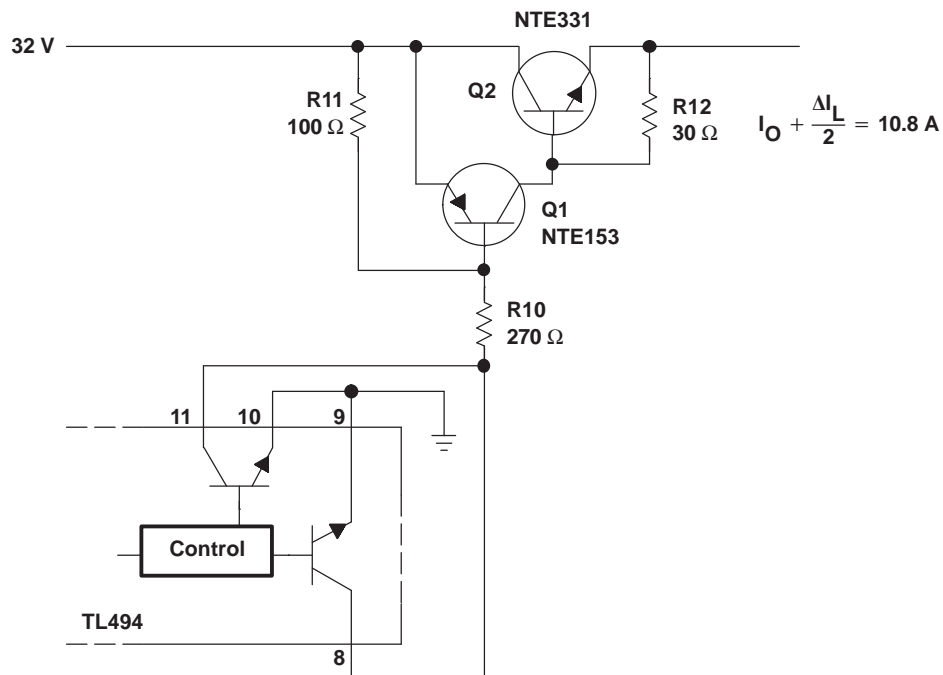 NTE331
32 V
Q2
R11
100 Ω
R12
30 Ω
I_O + ΔI_L/2 = 10.8 A
Q1
NTE153
R10
270 Ω
11 10 9
Control
TL494
8